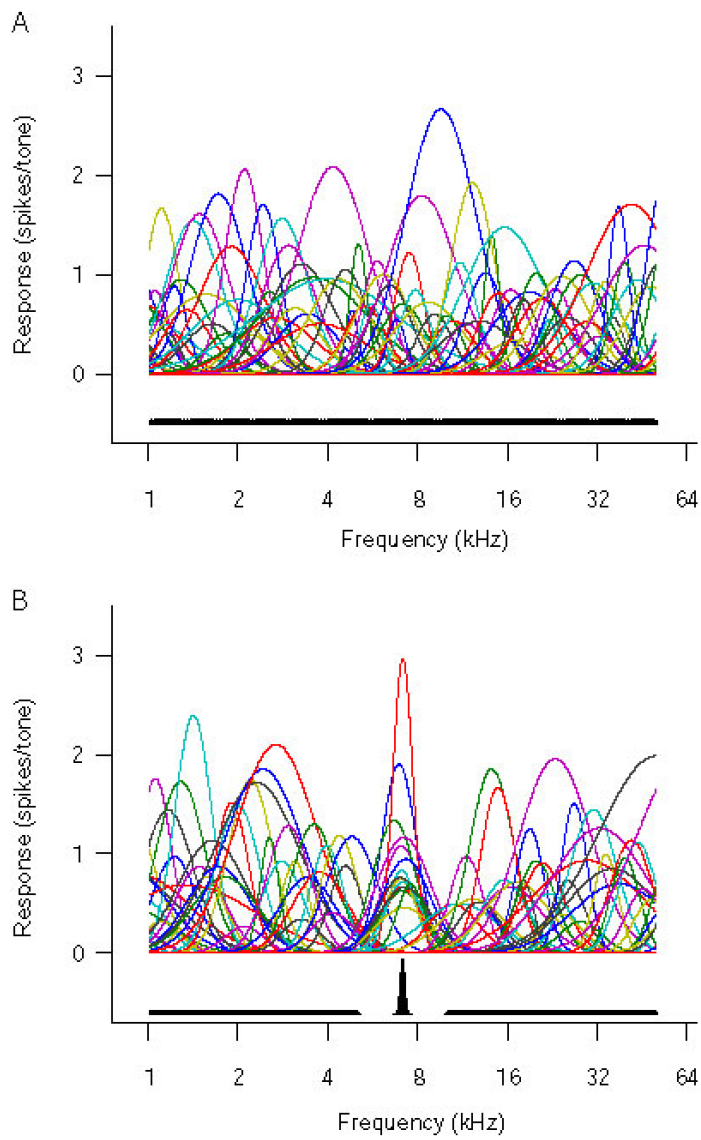 A
3
2
1
0
Response (spikes/tone)
1 2 4 8 16 32 64
Frequency (kHz)
B
3
2
1
0
Response (spikes/tone)
1 2 4 8 16 32 64
Frequency (kHz)